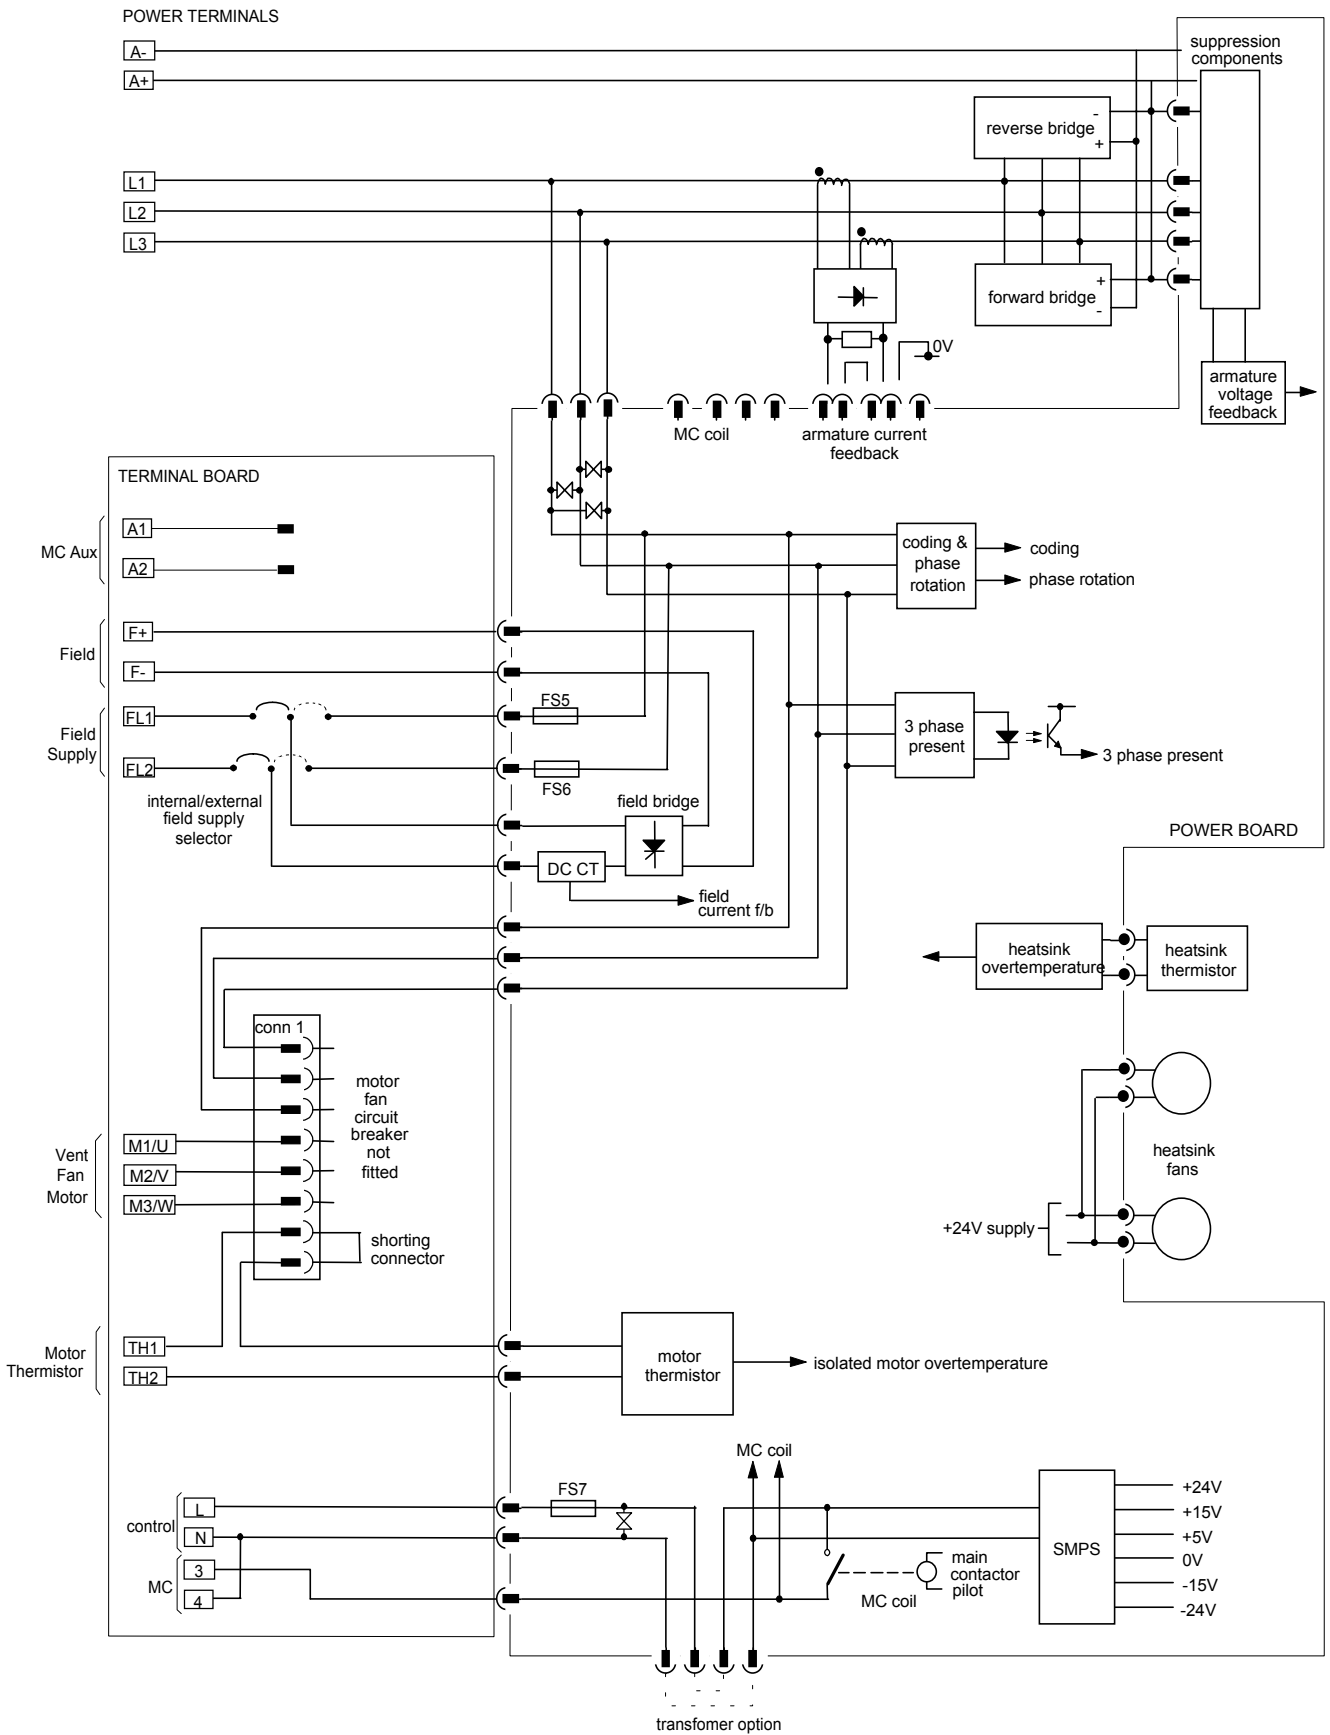 POWER TERMINALS
A-
A+
suppression
components
-
reverse bridge
+
L1
L2
L3
+
forward bridge
-
0V
armature
voltage
feedback
MC coil
armature current
feedback
TERMINAL BOARD
A1
MC Aux
A2
coding &
phase
rotation
coding
phase rotation
F+
Field
F-
FL1
Field
Supply
FL2
FS5
FS6
3 phase
present
3 phase present
internal/external
field supply
selector
field bridge
DC CT
field
current f/b
POWER BOARD
heatsink
overtemperature
heatsink
thermistor
conn 1
motor
fan
circuit
breaker
not
fitted
Vent
Fan
Motor
M1/U
M2/V
M3/W
shorting
connector
heatsink
fans
+24V supply
Motor
Thermistor
TH1
TH2
motor
thermistor
isolated motor overtemperature
MC coil
control
L
N
MC
3
4
FS7
MC coil
main
contactor
pilot
SMPS
+24V
+15V
+5V
0V
-15V
-24V
transfomer option